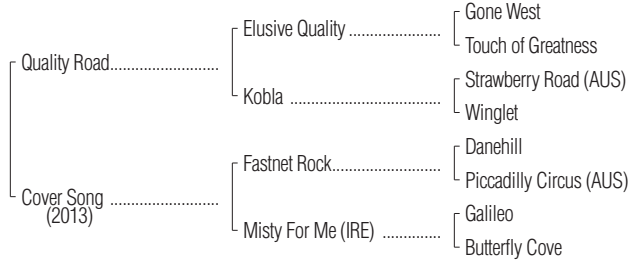 Gone West
Elusive Quality ....................
Touch of Greatness
Quality Road........................
Strawberry Road (AUS)
Kobla .................................
Winglet
Danehill
Fastnet Rock.......................
Piccadilly Circus (AUS)
Cover Song ........................
(2013)
Galileo
Misty For Me (IRE) .............
Butterfly Cove